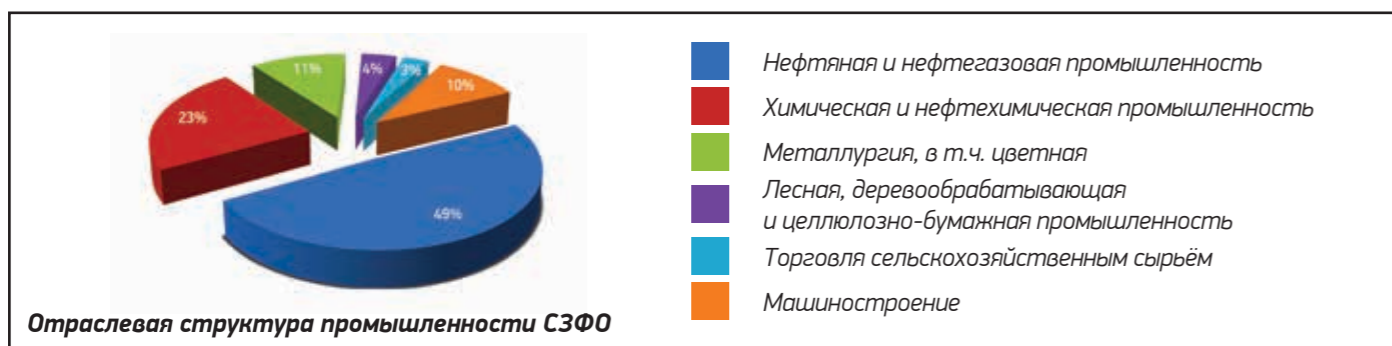 23%
11%
4%
3%
10%
49%
Отраслевая структура промышленности СЗФО
Нефтяная и нефтегазовая промышленность
Химическая и нефтехимическая промышленность
Металлургия, в т.ч. цветная
Лесная, деревообрабатывающая
и целлюлозно-бумажная промышленность
Торговля сельскохозяйственным сырьём
Машиностроение